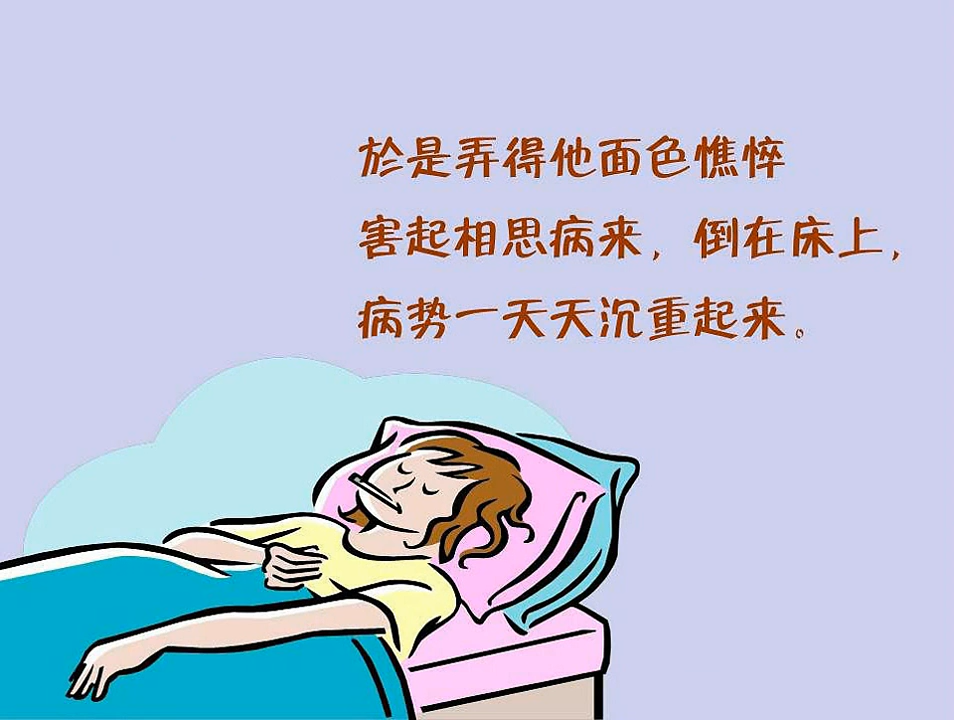 於是弄得他面色憔悴
害起相思病来，倒在床上，
病势一天天沉重起来。